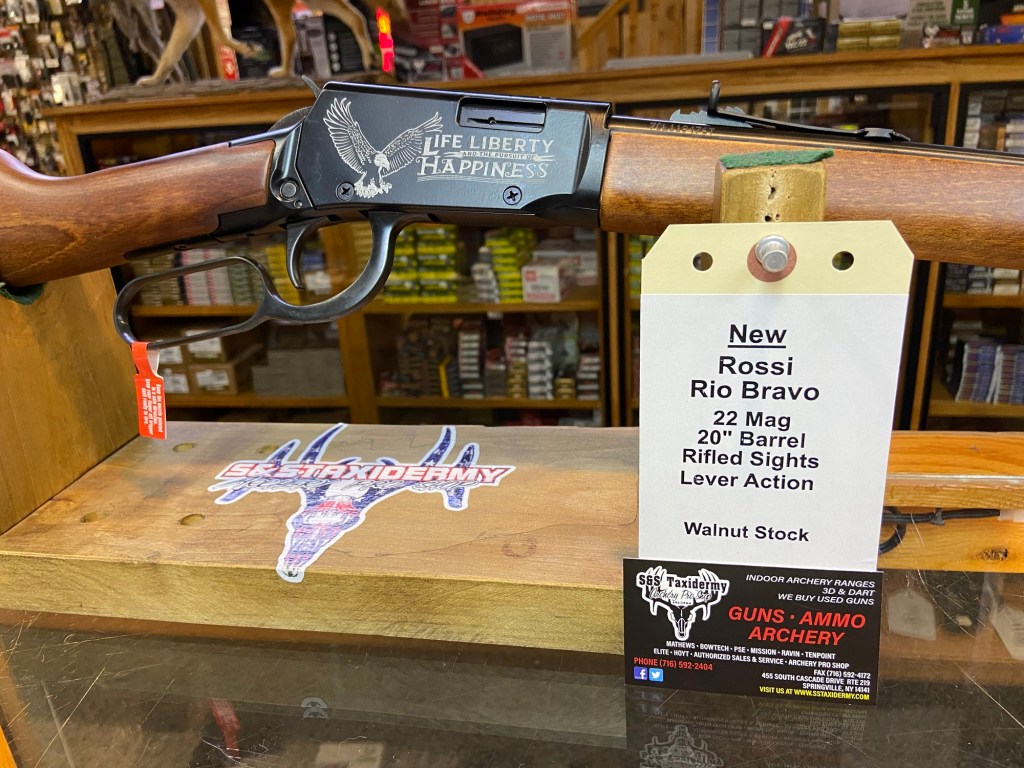 LIFE LIBERTY
AND THE PURSUIT OF
HAPPINESS
S&S TAXIDERMY
New
Rossi
Rio Bravo
22 Mag
20" Barrel
Rifled Sights
Lever Action
Walnut Stock
S&S Taxidermy
Archery Pro Shop
INDOOR ARCHERY RANGES
3D & DART
WE BUY USED GUNS
GUNS • AMMO
ARCHERY
MATHEWS • BOWTECH • PSE • MISSION • RAVIN • TENPOINT
ELITE • HOYT • AUTHORIZED SALES & SERVICE • ARCHERY PRO SHOP
PHONE (716) 592-2404
FAX (716) 592-4172
455 SOUTH CASCADE DRIVE RTE 219
SPRINGVILLE, NY 14141
VISIT US AT WWW.SSTAXIDERMY.COM